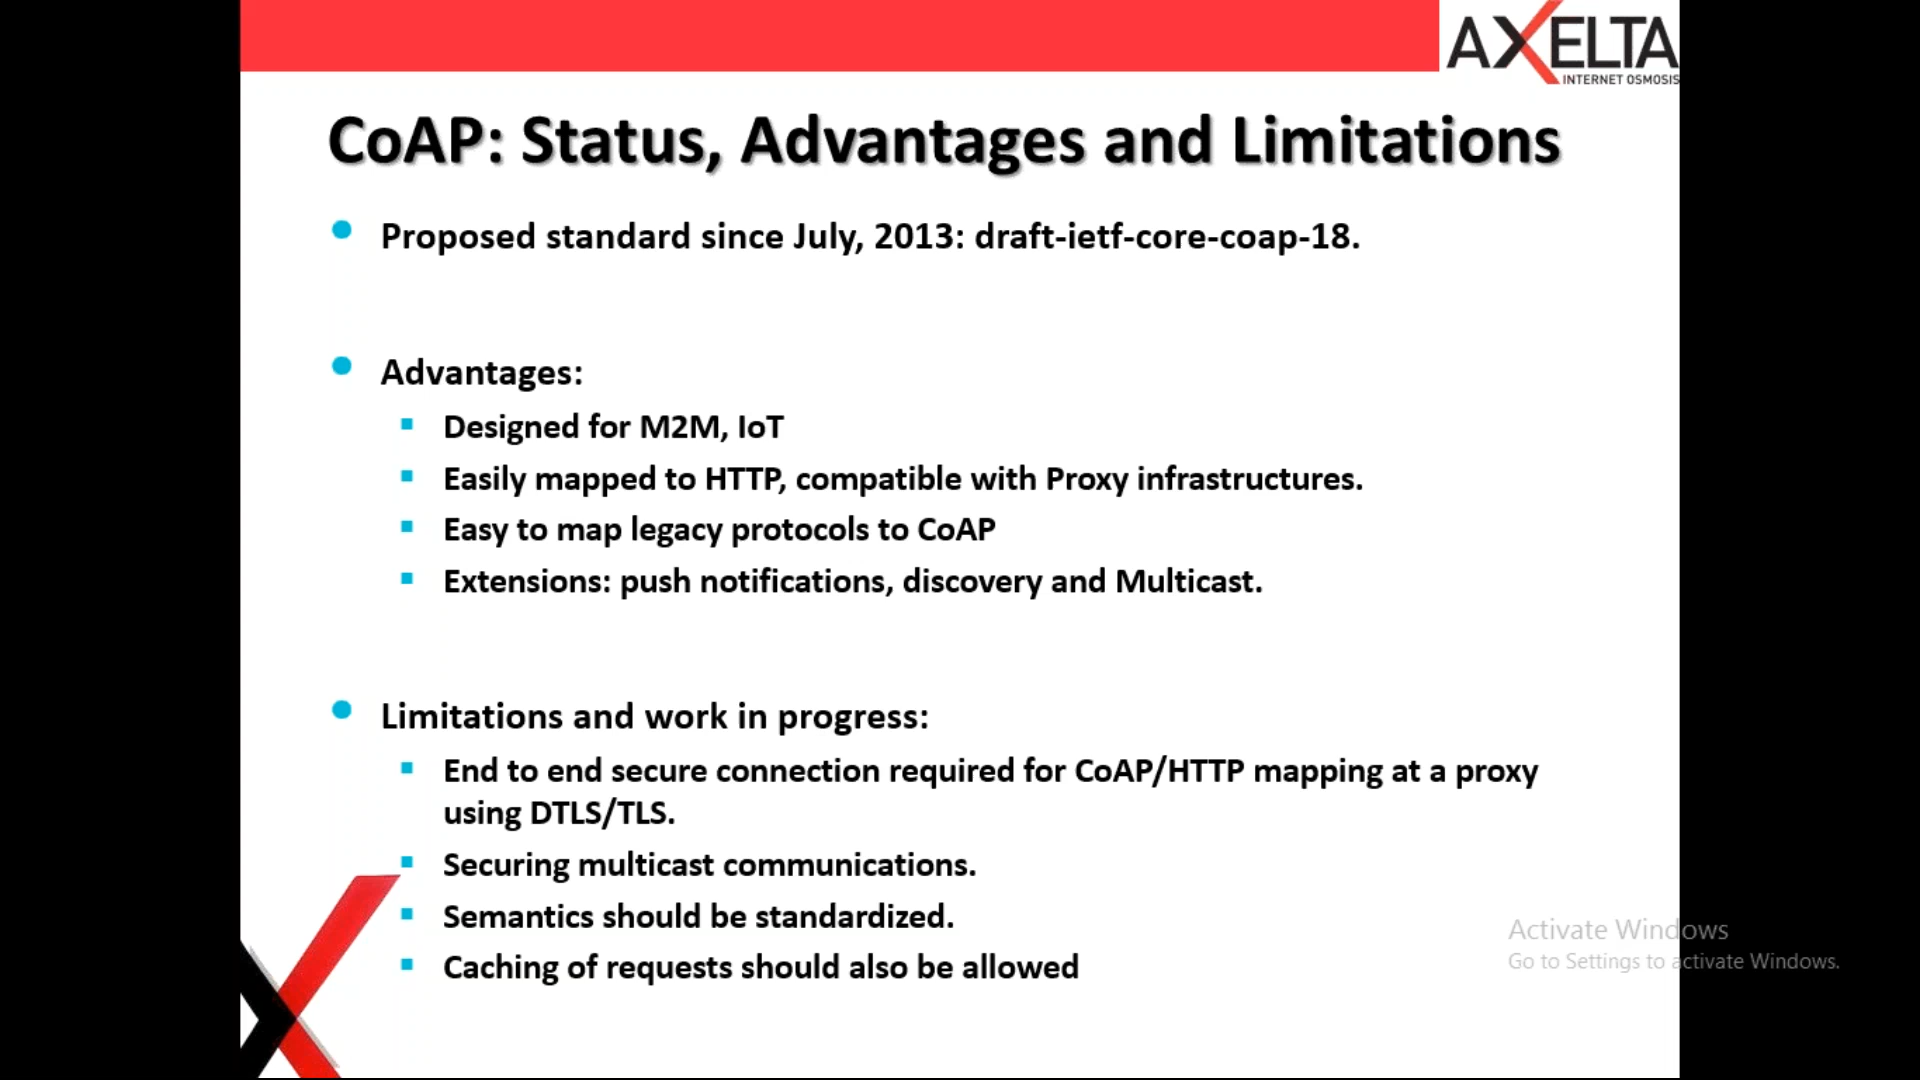 AXELTA
INTERNET OSMOSIS
CoAP: Status, Advantages and Limitations
Proposed standard since July, 2013: draft-ietf-core-coap-18.
Advantages:
Designed for M2M, IoT
Easily mapped to HTTP, compatible with Proxy infrastructures.
Easy to map legacy protocols to CoAP
Extensions: push notifications, discovery and Multicast.
Limitations and work in progress:
End to end secure connection required for CoAP/HTTP mapping at a proxy
using DTLS/TLS.
Securing multicast communications.
Semantics should be standardized.
Caching of requests should also be allowed
Activate Windows
Go to Settings to activate Windows.